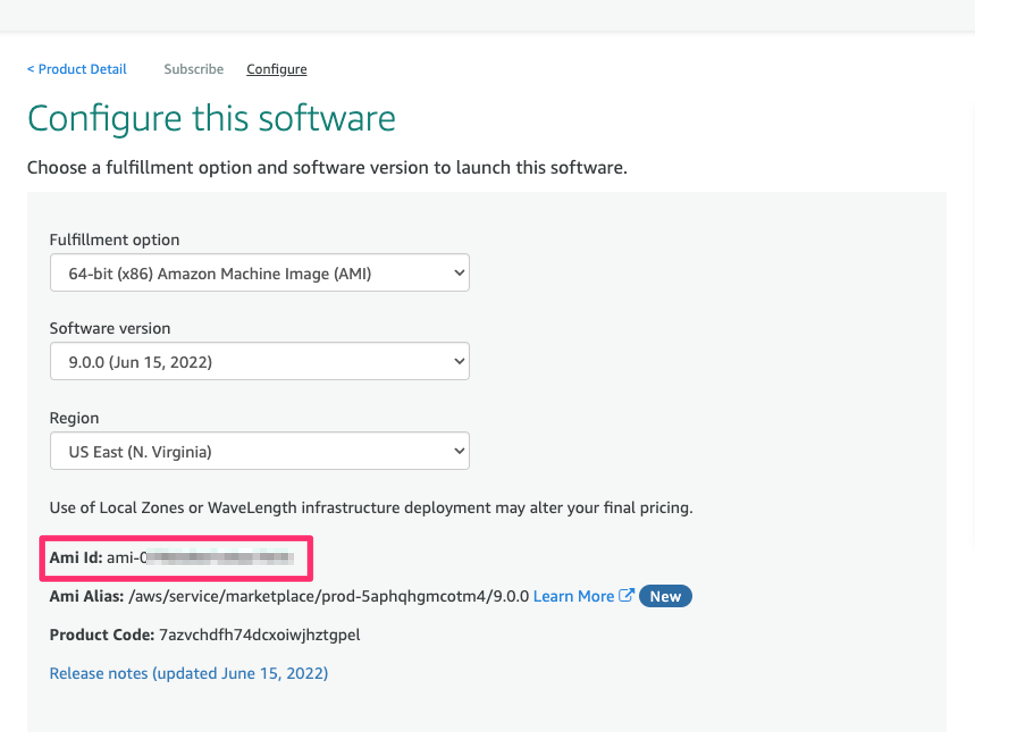 < Product Detail Subscribe Configure
Configure this software
Choose a fulfillment option and software version to launch this software.
Fulfillment option
64-bit (x86) Amazon Machine Image (AMI)
Software version
9.0.0 (Jun 15, 2022)
Region
US East (N. Virginia)
Use of Local Zones or WaveLength infrastructure deployment may alter your final pricing.
Ami Id: ami-0
Ami Alias: /aws/service/marketplace/prod-5aphqhgmcotm4/9.0.0 Learn More New
Product Code: 7azvchdfh74dcxoiwjhztgpel
Release notes (updated June 15, 2022)